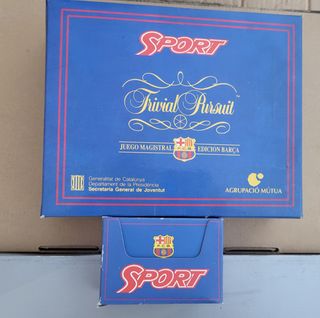 SPORT
Trivial Pursuit
JUEGO MAGISTRAL EDICION BARÇA
Generalitat de Catalunya
Departament de la Presidència
Secretaria General de Joventut
AGRUPACIÓ MÚTUA
SPORT